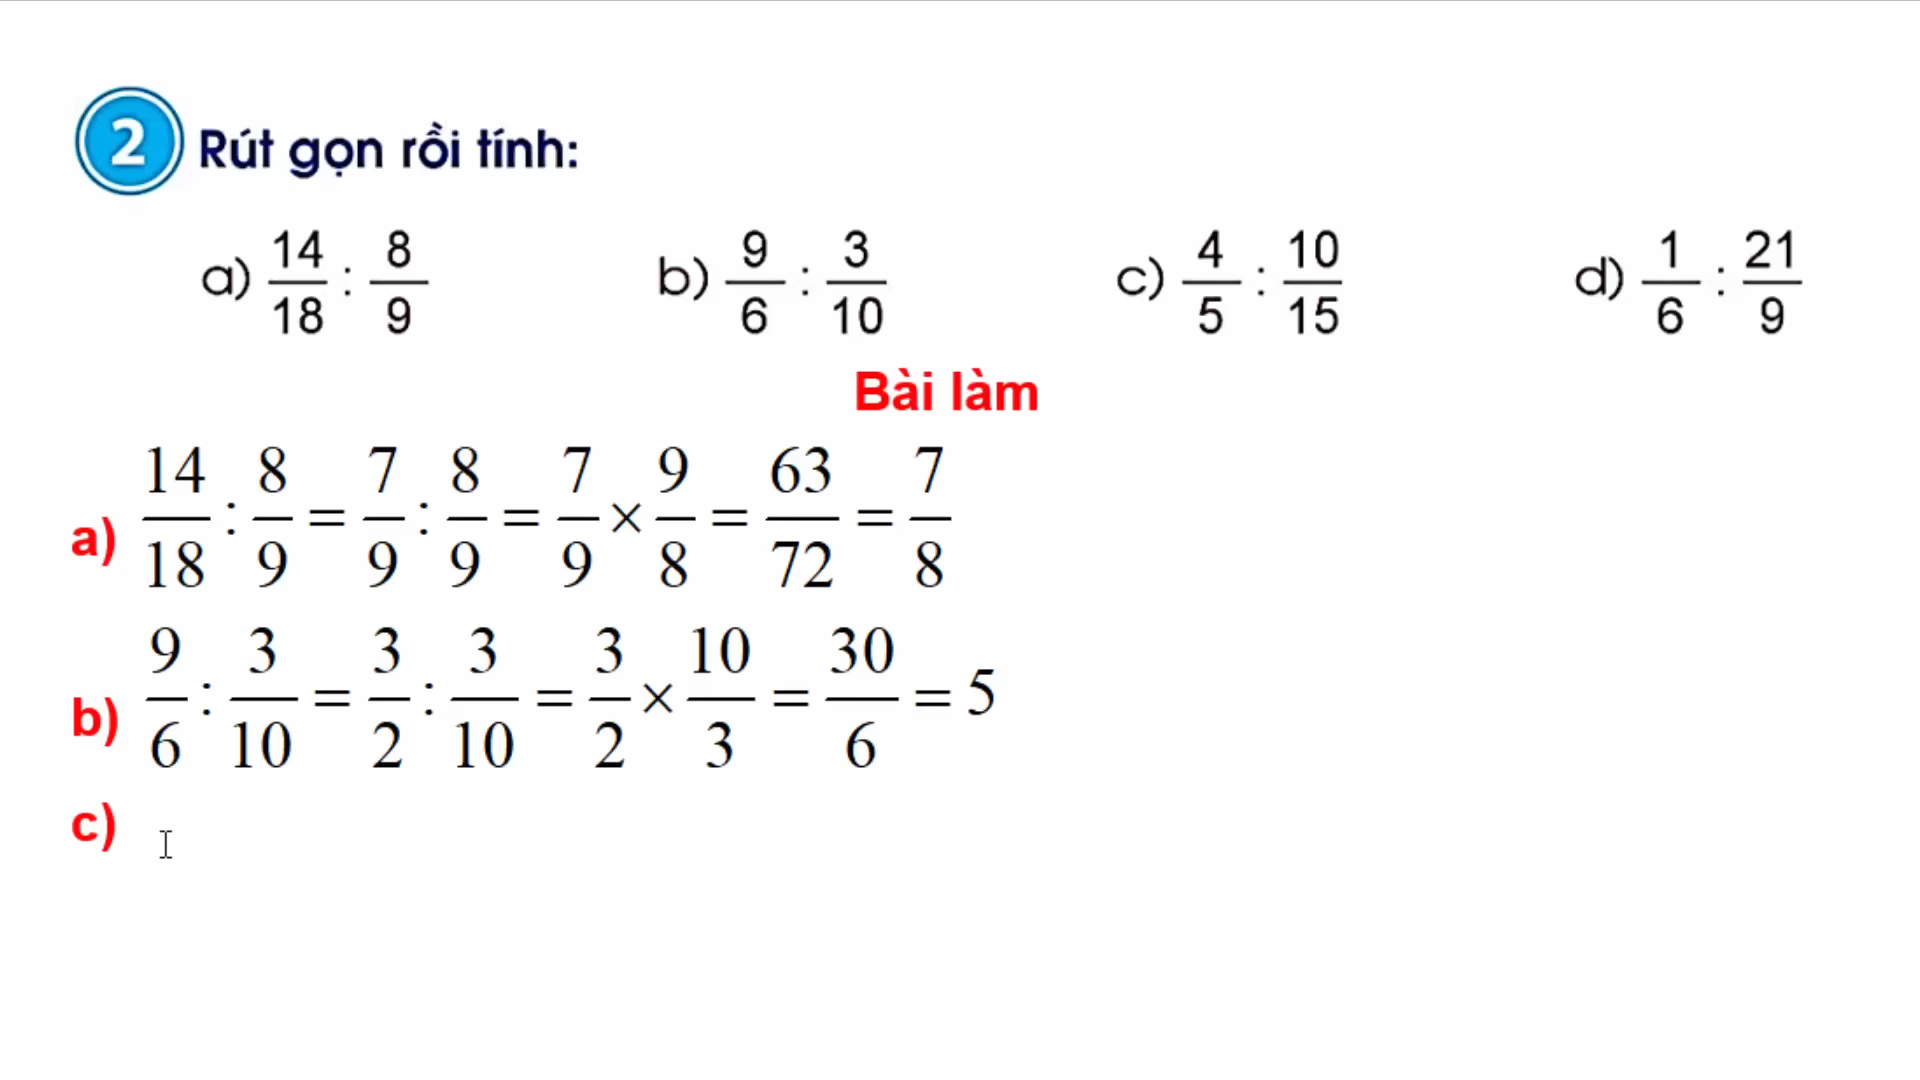 2 Rút gọn rồi tính:
a) 14/18 : 8/9 b) 9/6 : 3/10 c) 4/5 : 10/15 d) 1/6 : 21/9
Bài làm
a) 14/18 : 8/9 = 7/9 : 8/9 = 7/9 × 9/8 = 63/72 = 7/8
b) 9/6 : 3/10 = 3/2 : 3/10 = 3/2 × 10/3 = 30/6 = 5
c)